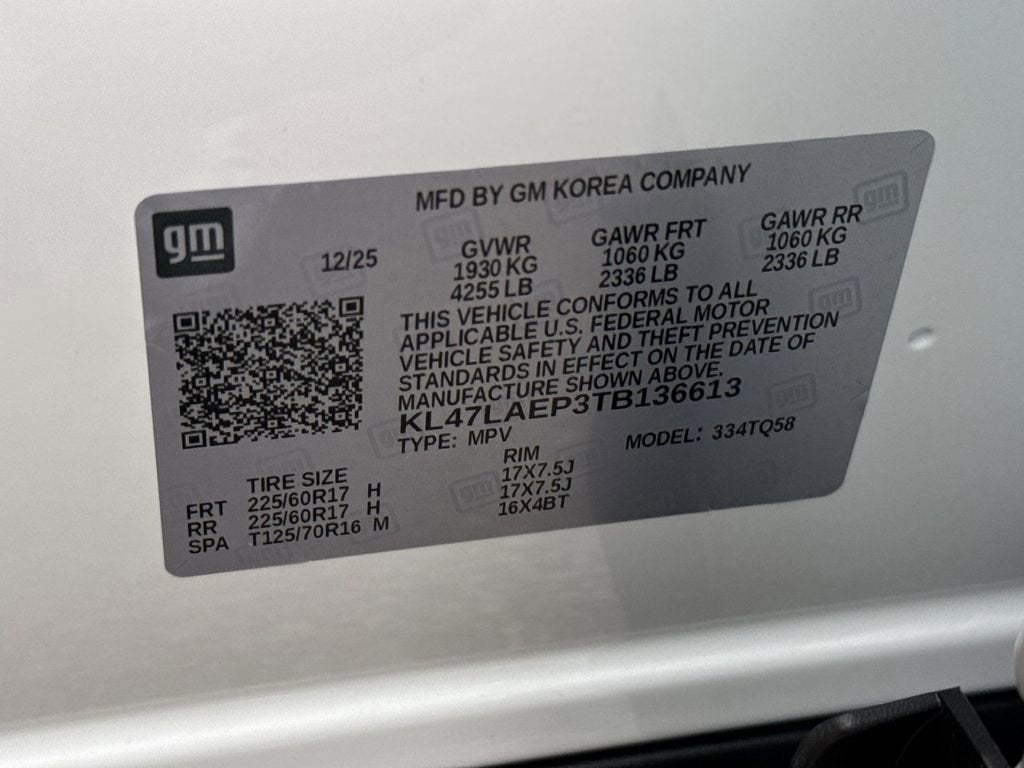 MFD BY GM KOREA COMPANY
gm
12/25
GVWR GAWR FRT GAWR RR
1930 KG 1060 KG 1060 KG
4255 LB 2336 LB 2336 LB
THIS VEHICLE CONFORMS TO ALL
APPLICABLE U.S. FEDERAL MOTOR
VEHICLE SAFETY AND THEFT PREVENTION
STANDARDS IN EFFECT ON THE DATE OF
MANUFACTURE SHOWN ABOVE.
KL47LAEP3TB136613
TYPE: MPV MODEL: 334TQ58
TIRE SIZE RIM
FRT 225/60R17 H 17X7.5J
RR 225/60R17 H 17X7.5J
SPA T125/70R16 M 16X4BT